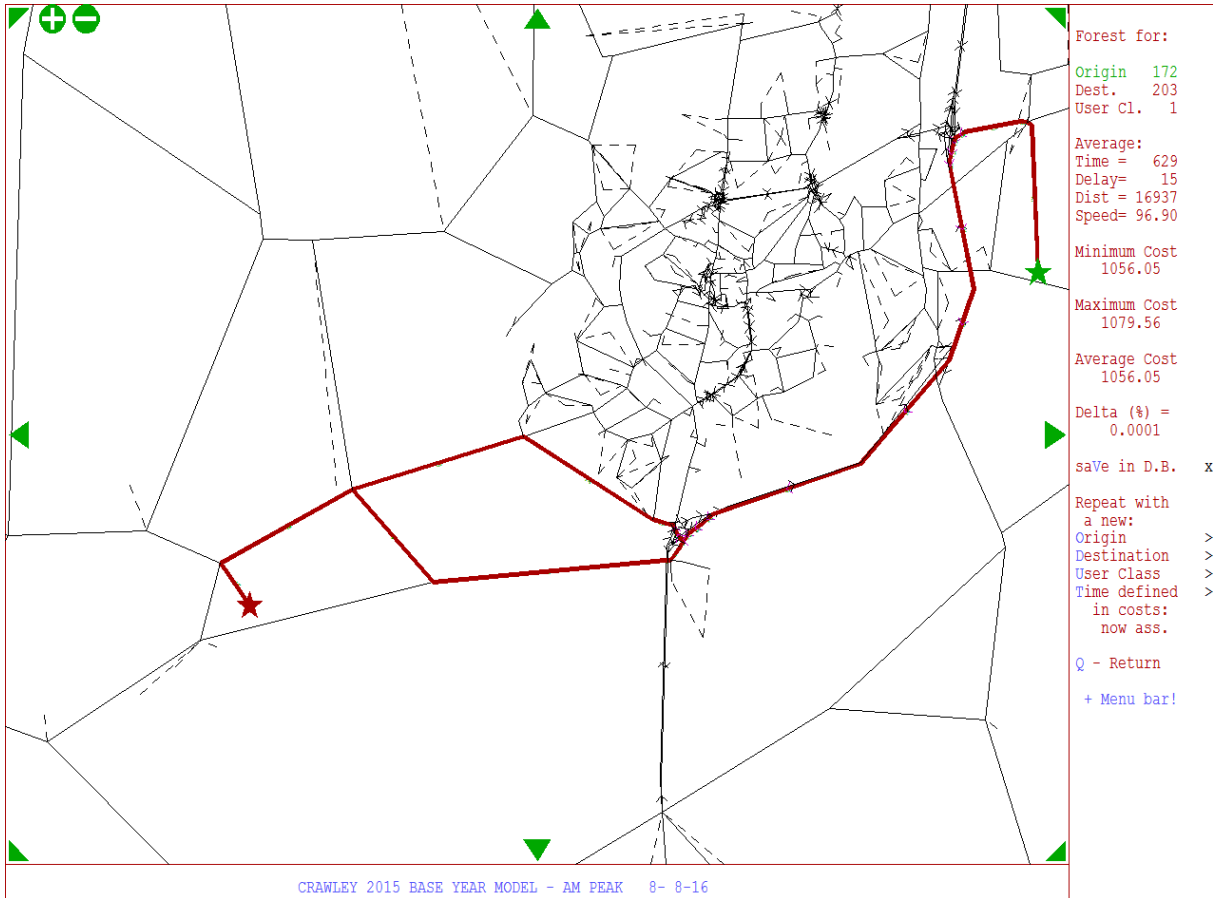 Forest for:
Origin 172
Dest. 203
User Cl. 1
Average:
Time = 629
Delay= 15
Dist = 16937
Speed= 96.90
Minimum Cost
1056.05
Maximum Cost
1079.56
Average Cost
1056.05
Delta (%) =
0.0001
saVe in D.B. x
Repeat with
a new:
Origin >
Destination >
User Class >
Time defined >
in costs:
now ass.
Q - Return
+ Menu bar!
CRAWLEY 2015 BASE YEAR MODEL - AM PEAK 8- 8-16